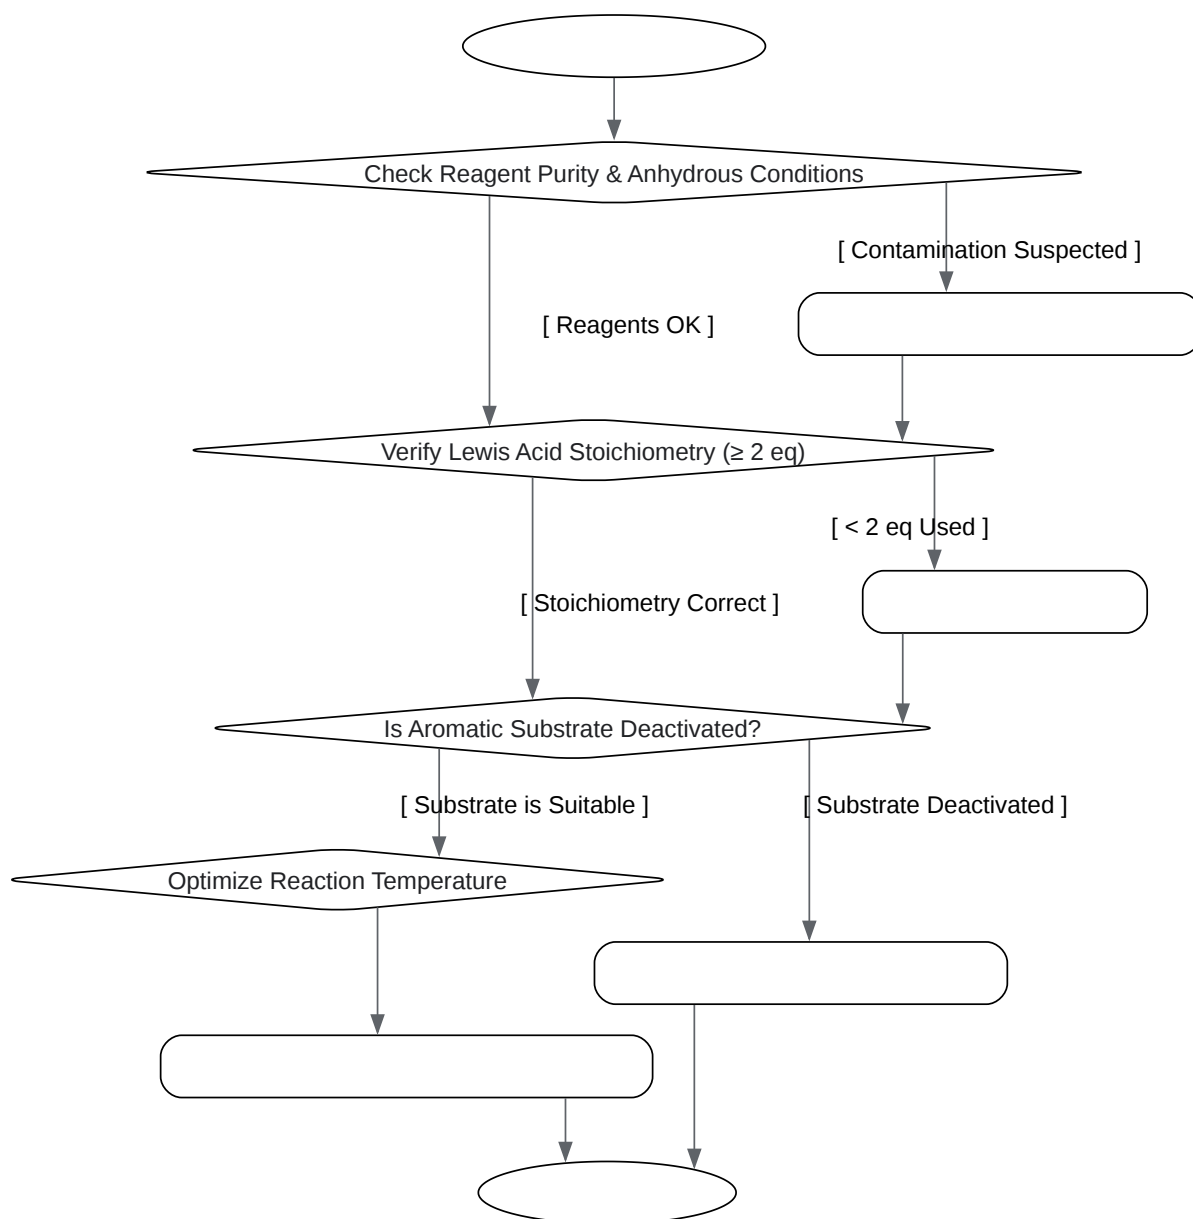 Check Reagent Purity & Anhydrous Conditions
[ Contamination Suspected ]
[ Reagents OK ]
Verify Lewis Acid Stoichiometry (≥ 2 eq)
[ < 2 eq Used ]
[ Stoichiometry Correct ]
Is Aromatic Substrate Deactivated?
[ Substrate is Suitable ]
[ Substrate Deactivated ]
Optimize Reaction Temperature